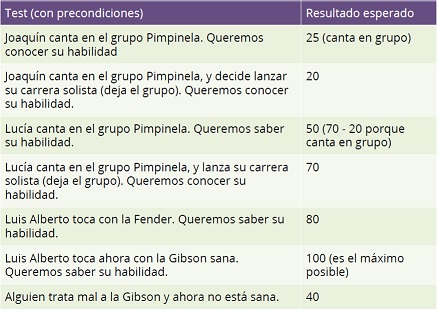 Test (con precondiciones) Resultado esperado
Joaquín canta en el grupo Pimpinela. Queremos 25 (canta en grupo)
conocer su habilidad
Joaquín canta en el grupo Pimpinela, y decide lanzar 20
su carrera solista (deja el grupo). Queremos conocer
su habilidad.
Lucía canta en el grupo Pimpinela. Queremos saber 50 (70 - 20 porque
su habilidad. canta en grupo)
Lucía canta en el grupo Pimpinela, y lanza su carrera 70
solista (deja el grupo). Queremos conocer su
habilidad.
Luis Alberto toca con la Fender. Queremos saber su 80
habilidad.
Luis Alberto toca ahora con la Gibson sana. 100 (es el máximo
Queremos saber su habilidad. posible)
Alguien trata mal a la Gibson y ahora no está sana. 40